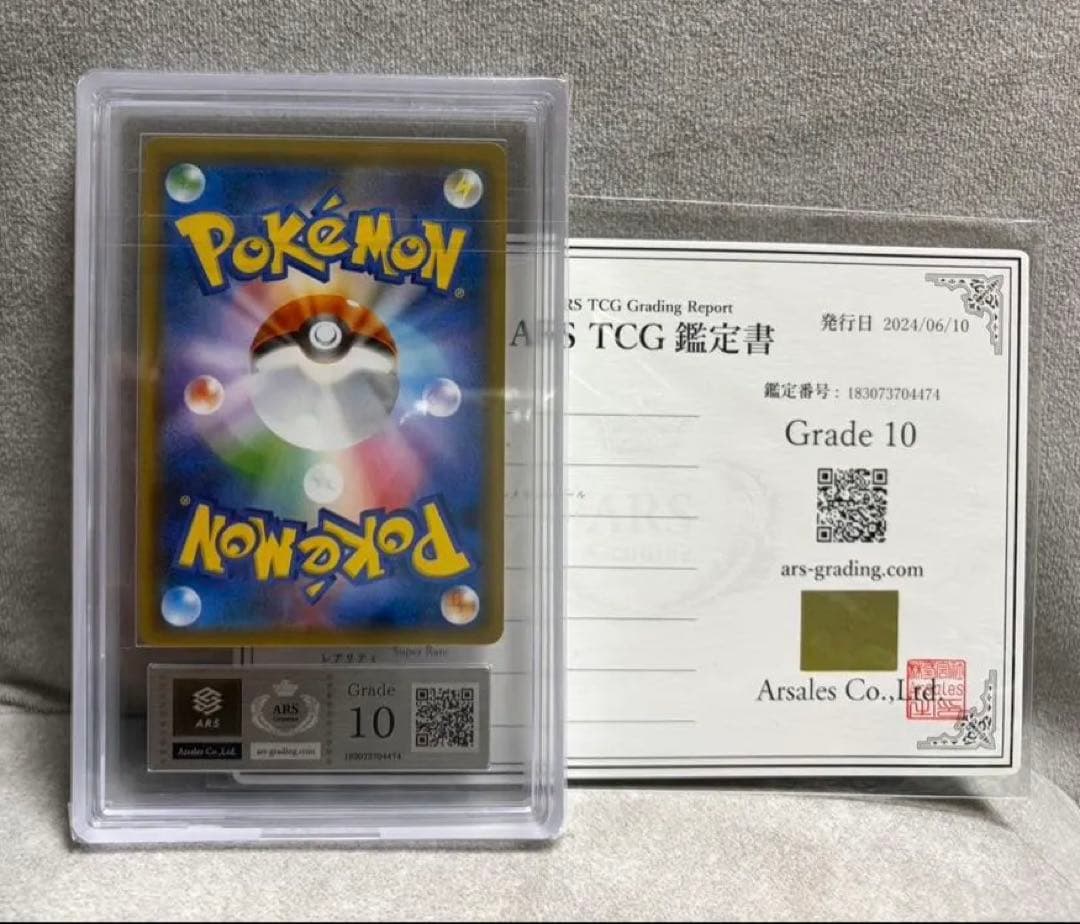 POKéMON
®
POKéMON
®
レアリティ Super Rare
ARS
Arsales Co.,Ltd.
ARS
ars-grading.com
Grade
10
183073704474
ARS TCG Grading Report
ARS TCG 鑑定書
発行日 2024/06/10
鑑定番号 : 183073704474
Grade 10
ars-grading.com
Arsales Co.,Ltd.
ARS